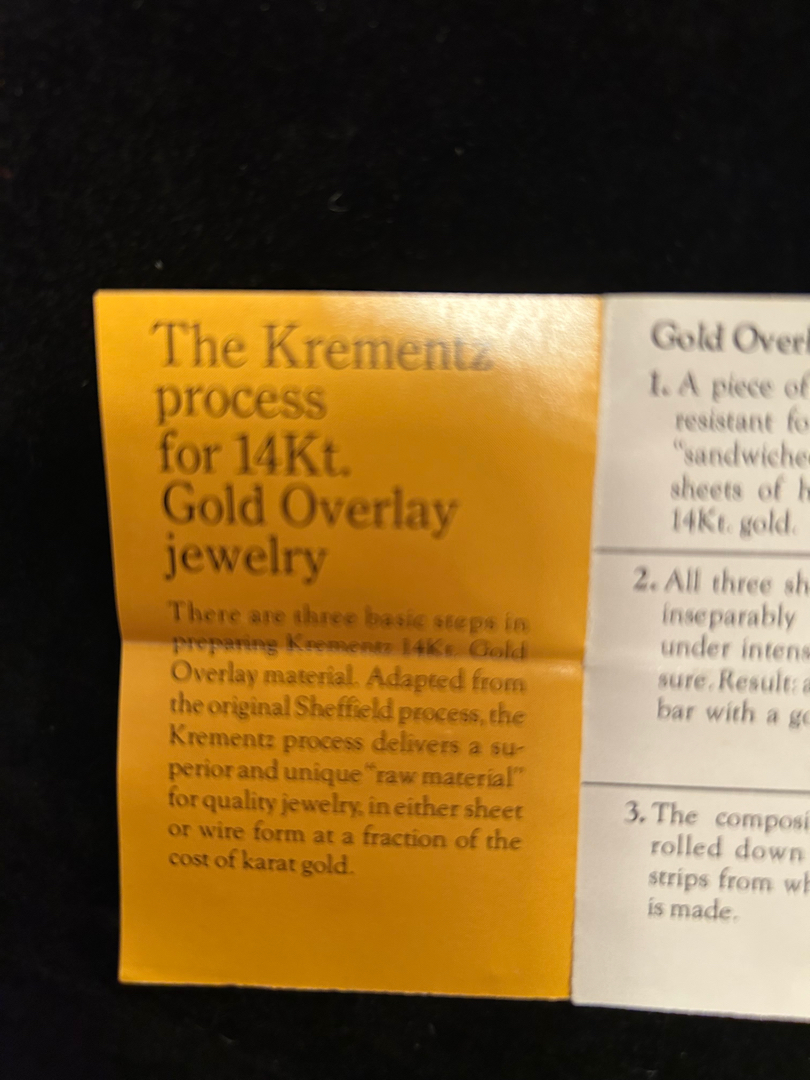 The Krementz
process
for 14Kt.
Gold Overlay
jewelry
There are three basic steps in
preparing Krementz 14Kt. Gold
Overlay material. Adapted from
the original Sheffield process, the
Krementz process delivers a su-
perior and unique "raw material"
for quality jewelry, in either sheet
or wire form at a fraction of the
cost of karat gold.
Gold Overl
1. A piece of
resistant fo
"sandwiche
sheets of h
14Kt. gold.
2. All three sh
inseparably
under intens
sure. Result: a
bar with a go
3. The composi
rolled down
strips from wh
is made.